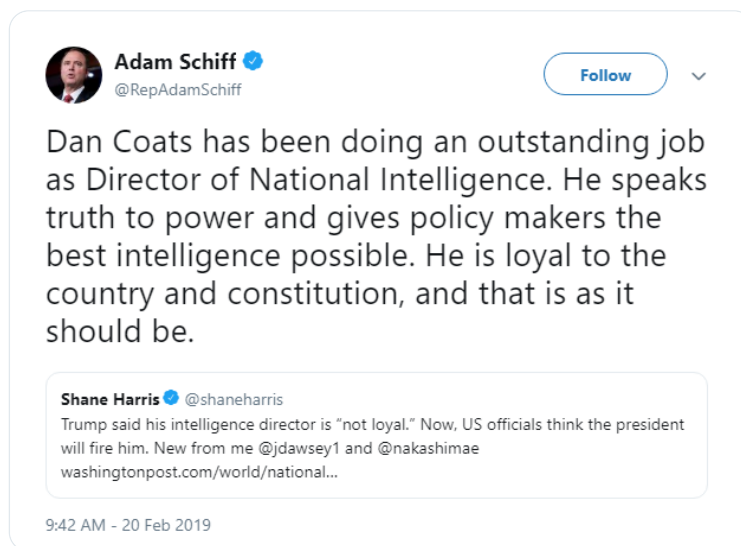 Adam Schiff
@RepAdamSchiff
Follow
Dan Coats has been doing an outstanding job
as Director of National Intelligence. He speaks
truth to power and gives policy makers the
best intelligence possible. He is loyal to the
country and constitution, and that is as it
should be.
Shane Harris @shaneharris
Trump said his intelligence director is “not loyal.” Now, US officials think the president
will fire him. New from me @jdawsey1 and @nakashimae
washingtonpost.com/world/national...
9:42 AM - 20 Feb 2019